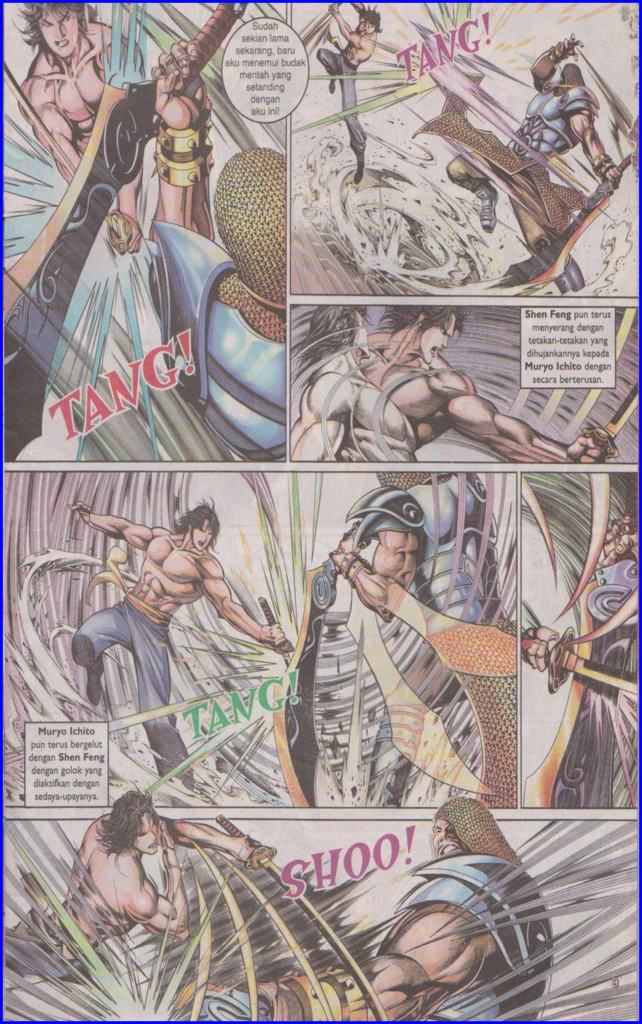 Sudah
sekian lama
sekarang, baru
aku menemui budak
mentah yang
setanding
dengan
aku ini!
TANG!
TANG!
Shen Feng pun terus
menyerang dengan
tetakan-tetakan yang
dihujankannya kepada
Muryo Ichito dengan
secara berterusan.
TANG!
Muryo Ichito
pun terus bergelut
dengan Shen Feng
dengan golok yang
diaktifkan dengan
sedaya-upayanya.
SHOO!